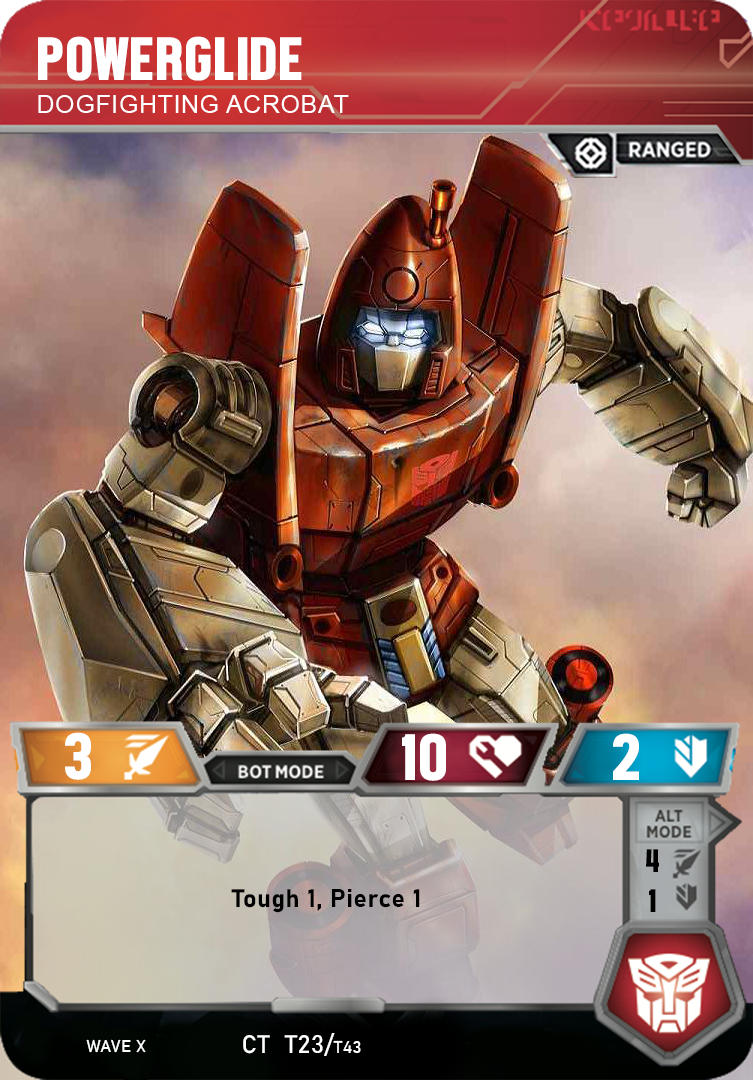 POWERGLIDE
DOGFIGHTING ACROBAT
RANGED
3
BOT MODE
10
2
ALT
MODE
4
1
Tough 1, Pierce 1
WAVE X
CT T23/T43